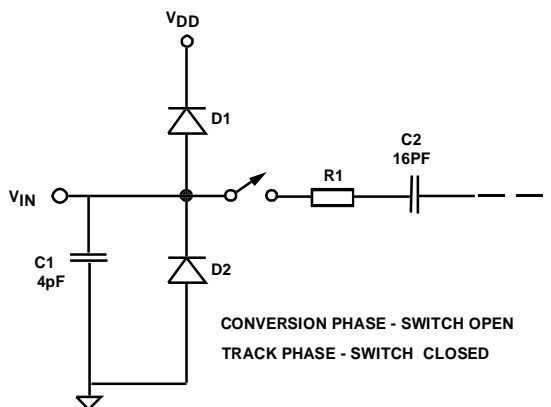 VDD
D1
C2
16PF
R1
VIN
C1
4pF
D2
CONVERSION PHASE - SWITCH OPEN
TRACK PHASE - SWITCH CLOSED